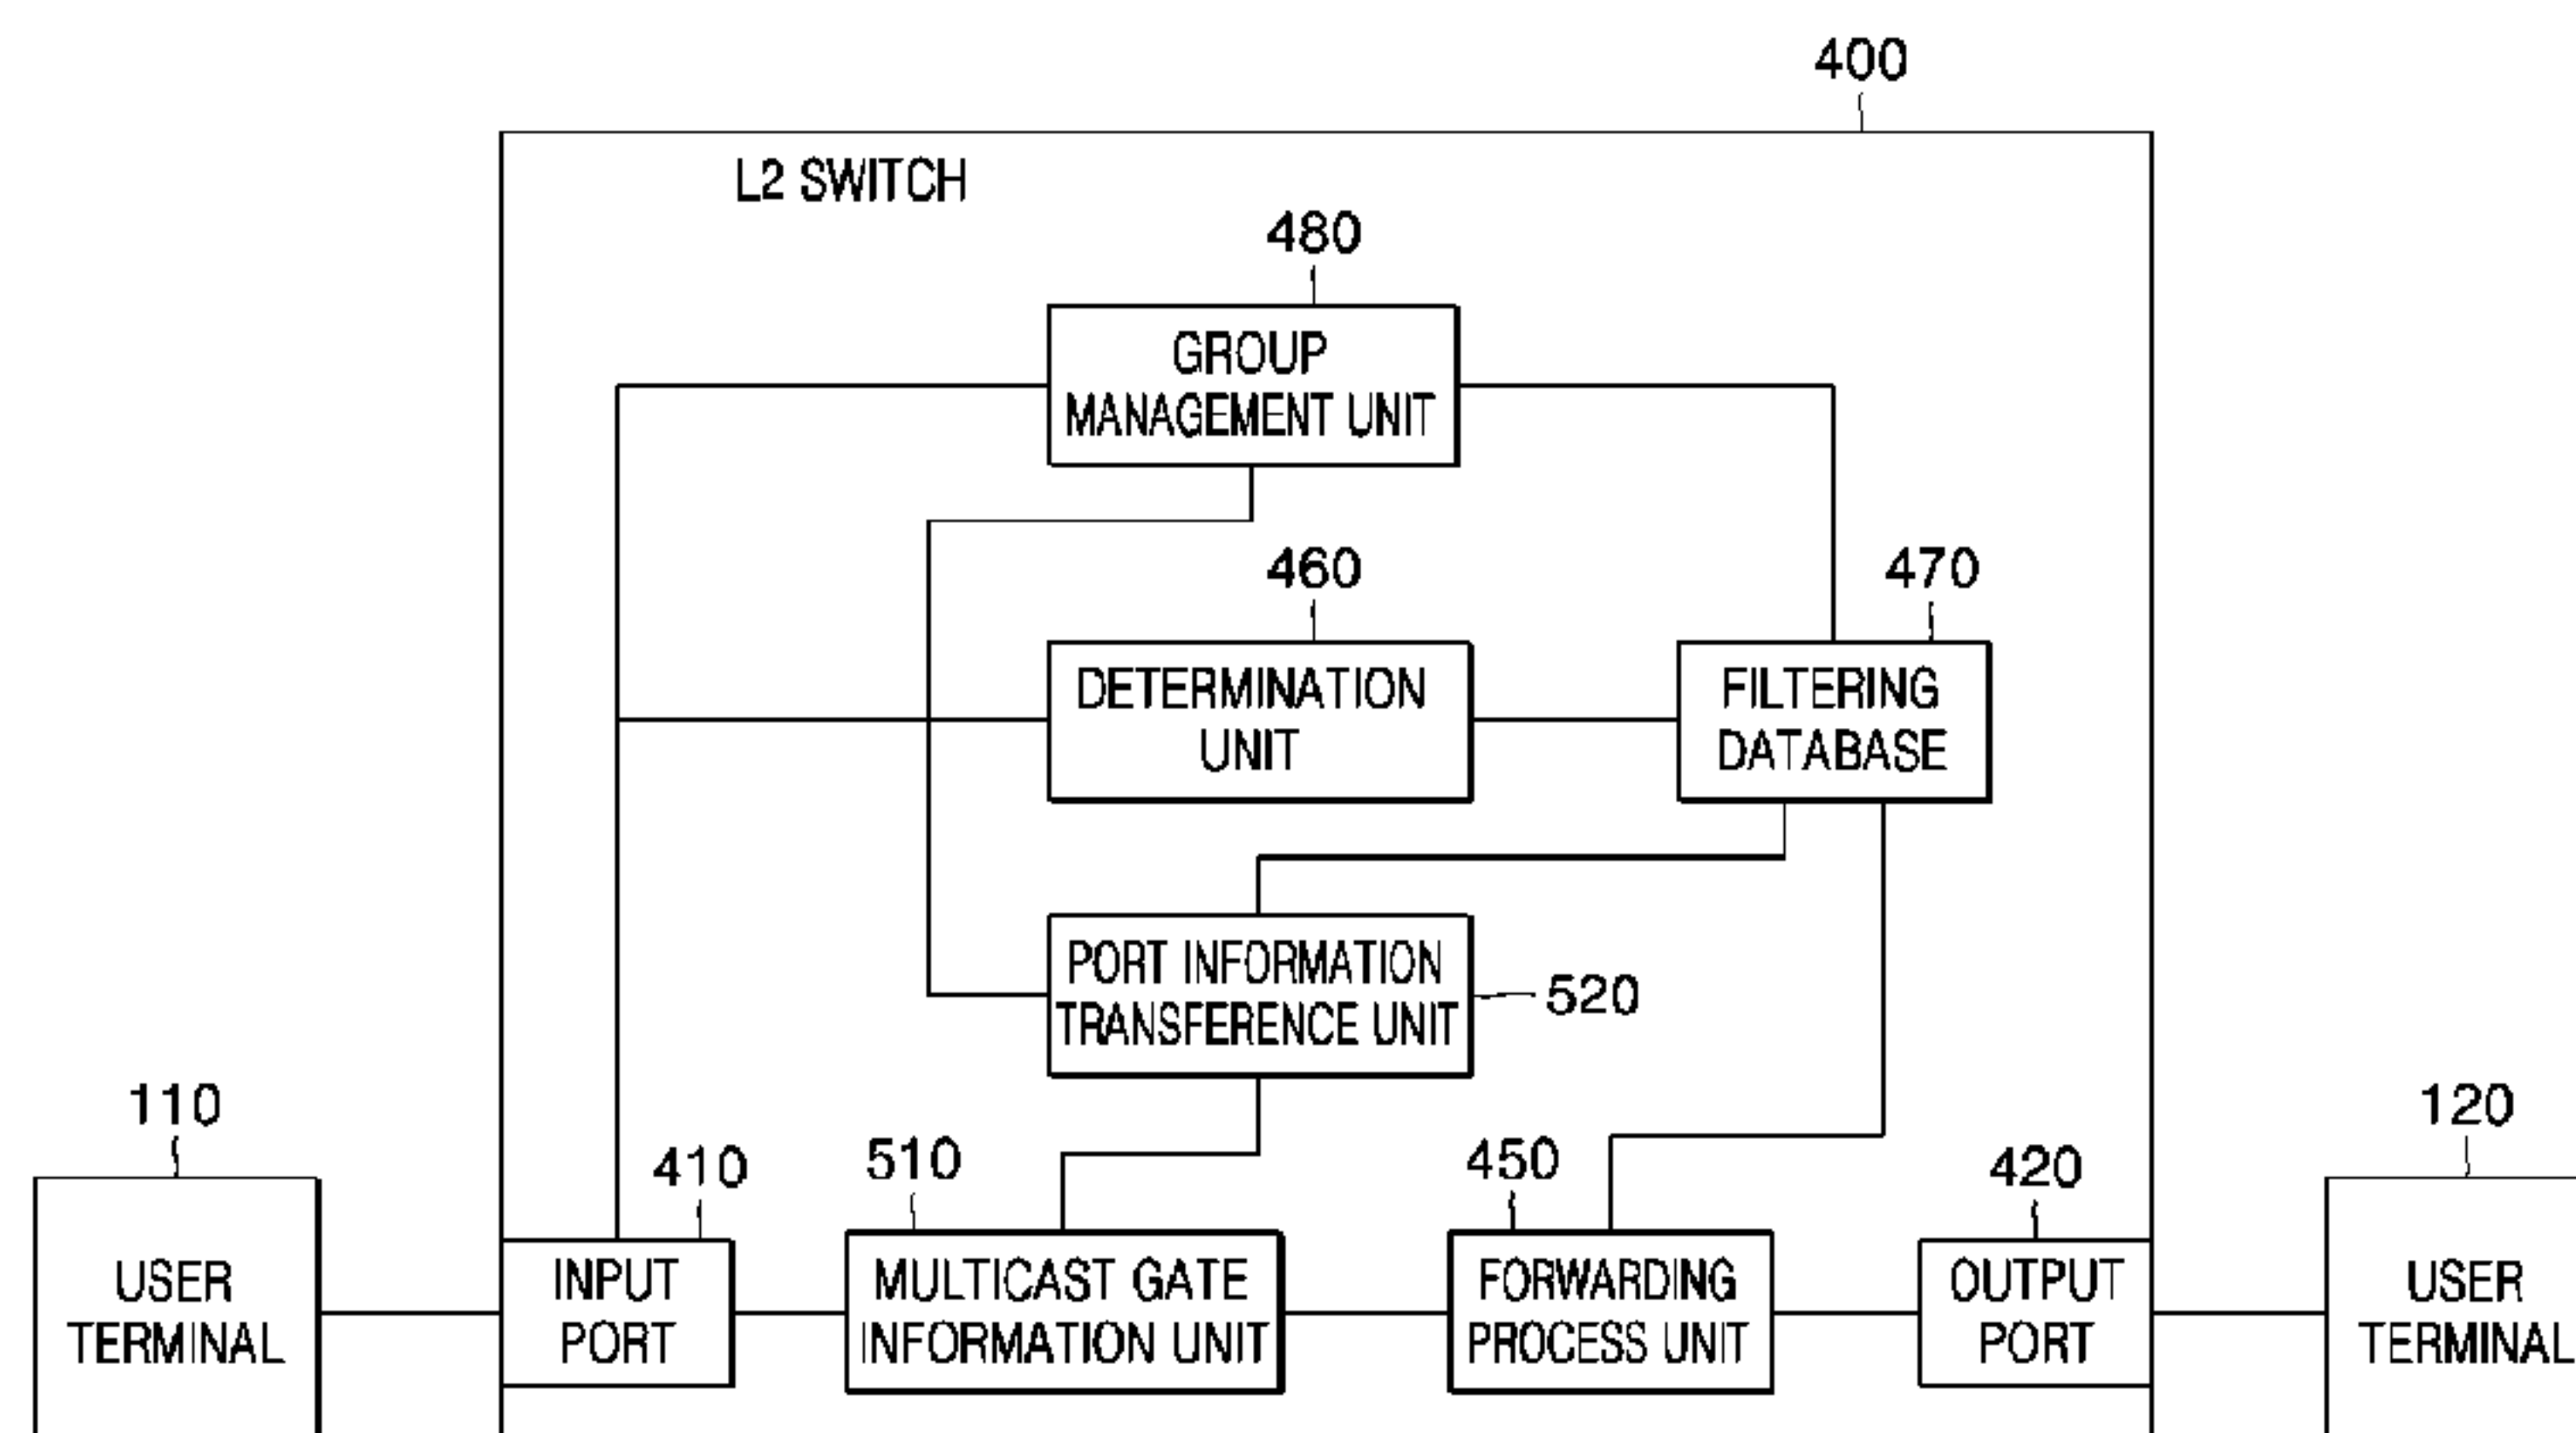 400
L2 SWITCH
480
GROUP
MANAGEMENT UNIT
460
DETERMINATION
UNIT
470
FILTERING
DATABASE
PORT INFORMATION
TRANSFERENCE UNIT
520
110
USER
TERMINAL
410
INPUT
PORT
510
MULTICAST GATE
INFORMATION UNIT
450
FORWARDING
PROCESS UNIT
420
OUTPUT
PORT
120
USER
TERMINAL